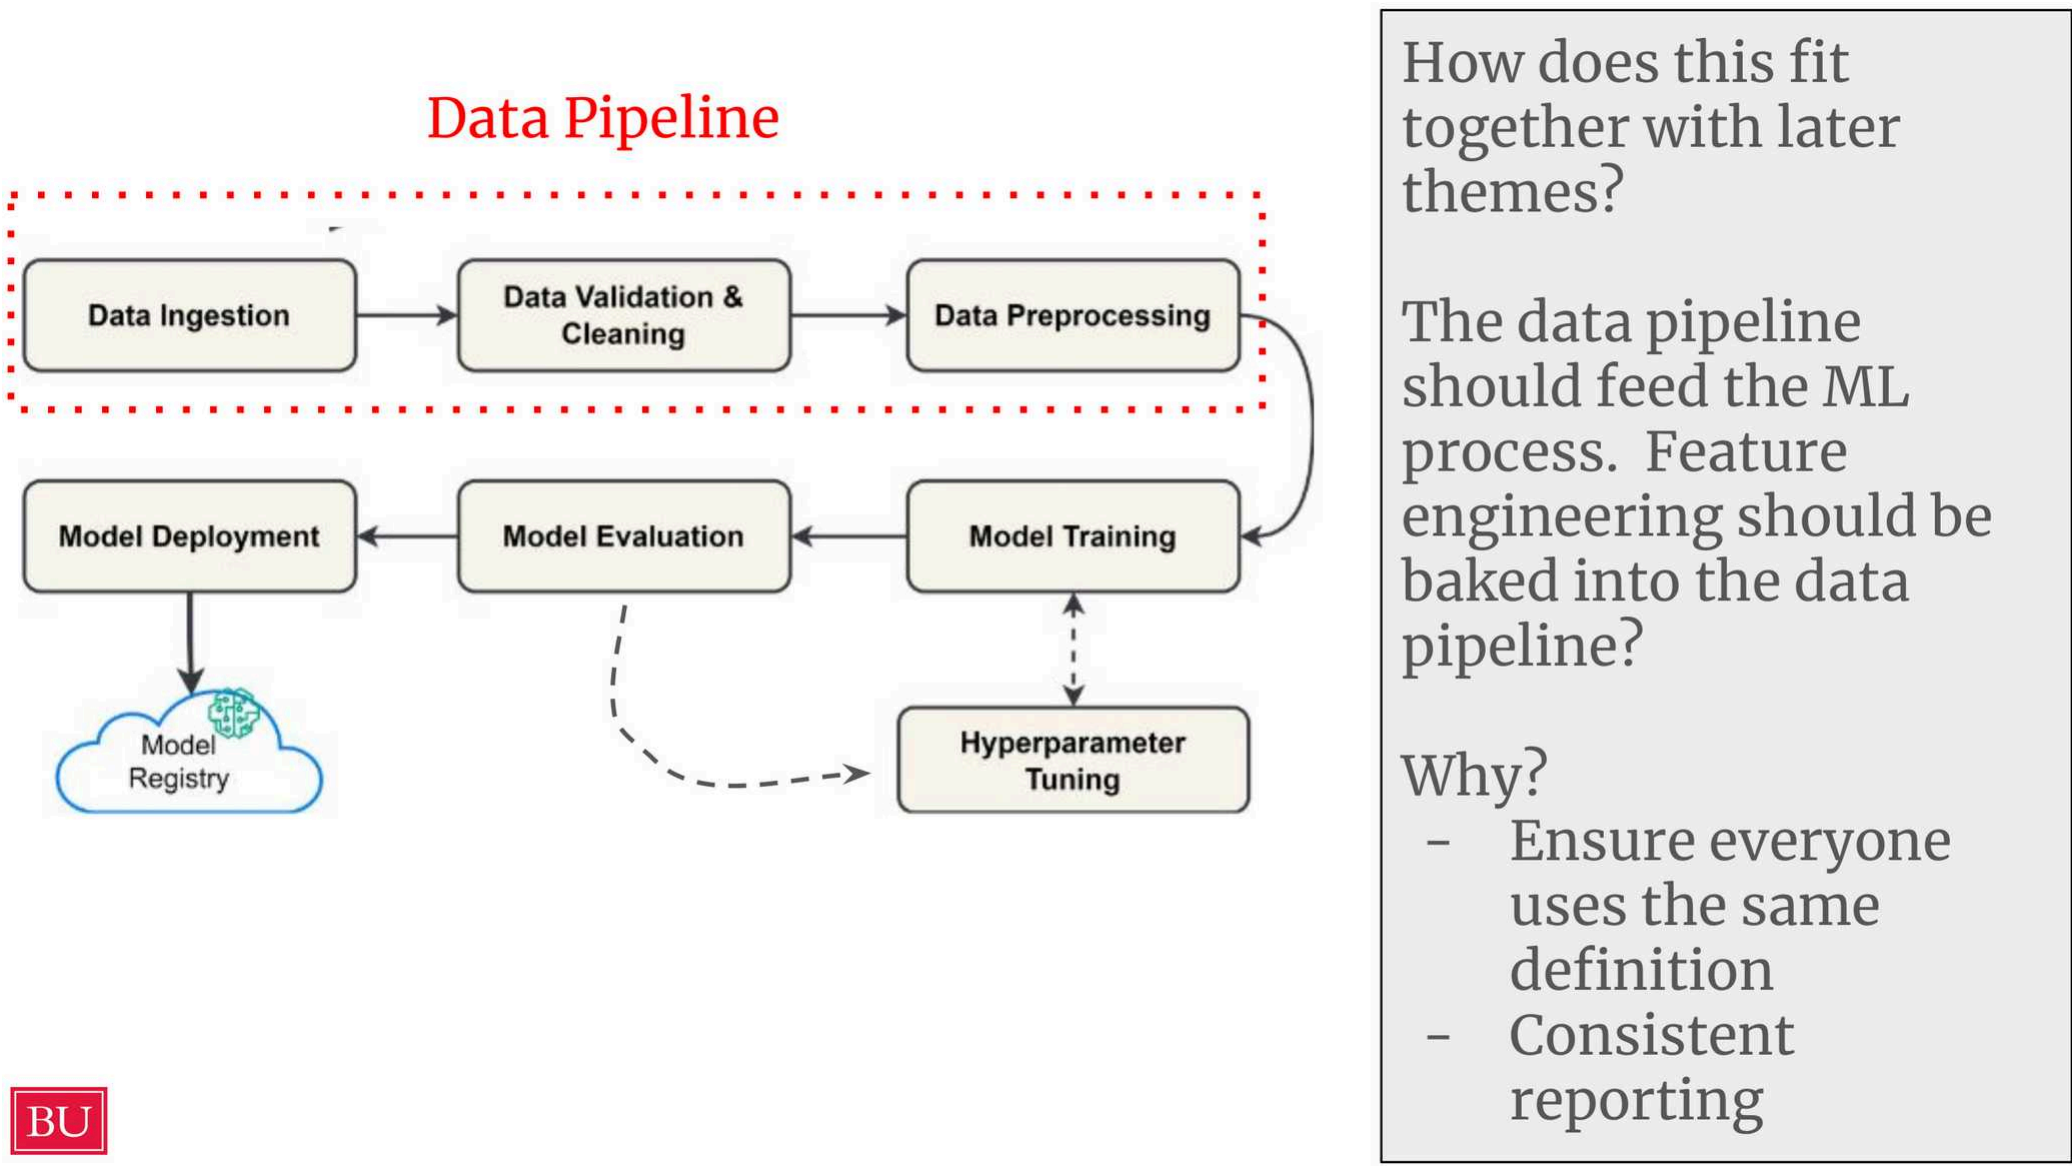 Data Pipeline
Data Ingestion
Data Validation &
Cleaning
Data Preprocessing
Model Deployment
Model Evaluation
Model Training
Model
Registry
Hyperparameter
Tuning
BU
How does this fit
together with later
themes?
The data pipeline
should feed the ML
process.  Feature
engineering should be
baked into the data
pipeline?
Why?
- Ensure everyone
uses the same
definition
- Consistent
reporting